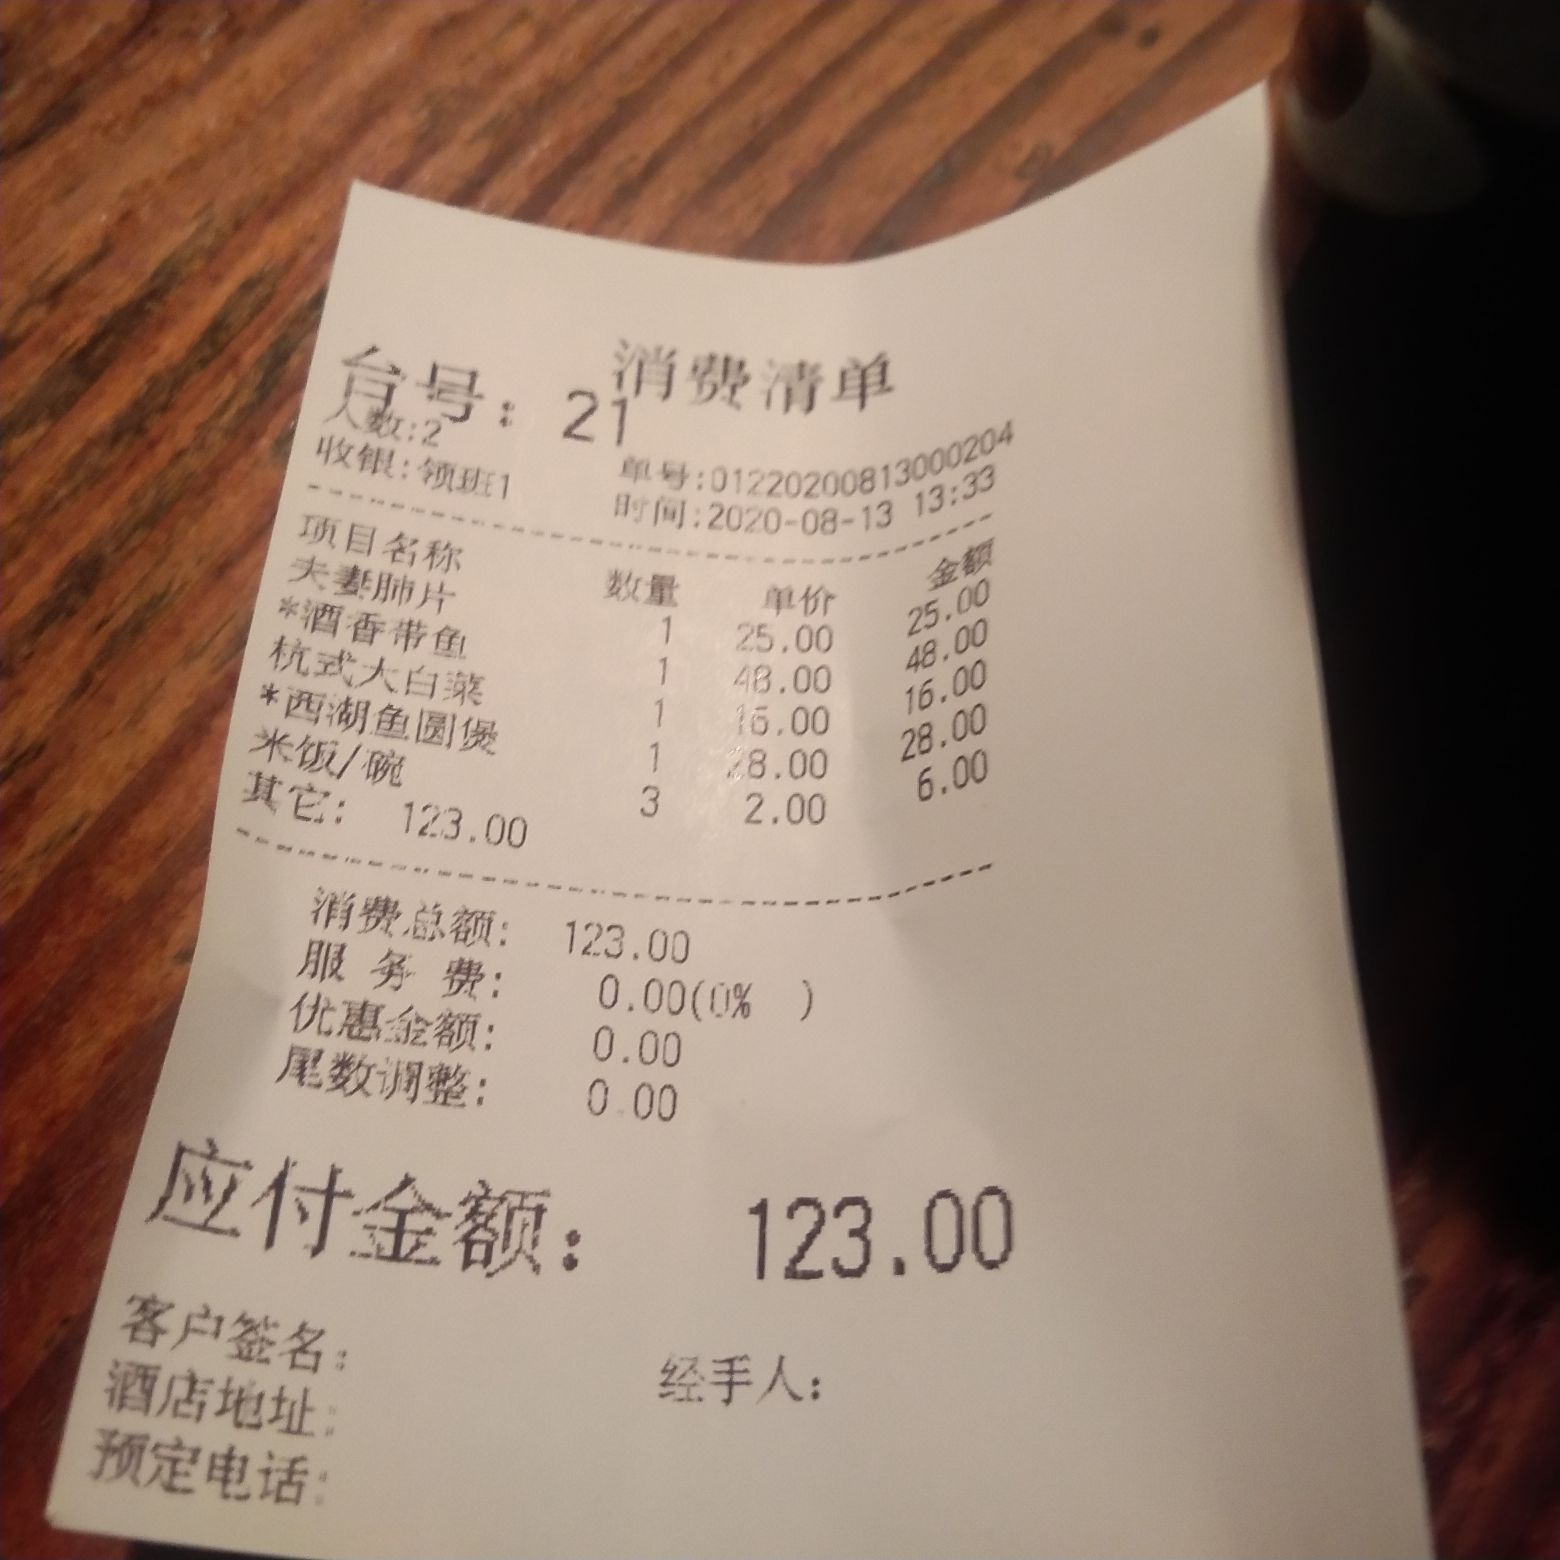 消费清单
台号：21
人数:2
单号:01220200813000204
收银:领班1 时间:2020-08-13 13:33
项目名称 数量 单价 金额
夫妻肺片 1 25.00 25.00
*酒香带鱼 1 48.00 48.00
杭式大白菜 1 16.00 16.00
*西湖鱼圆煲 1 28.00 28.00
米饭/碗 3 2.00 6.00
其它: 123.00
消费总额: 123.00
服 务 费: 0.00(0% )
优惠金额: 0.00
尾数调整: 0.00
应付金额: 123.00
客户签名: 经手人:
酒店地址:
预定电话: